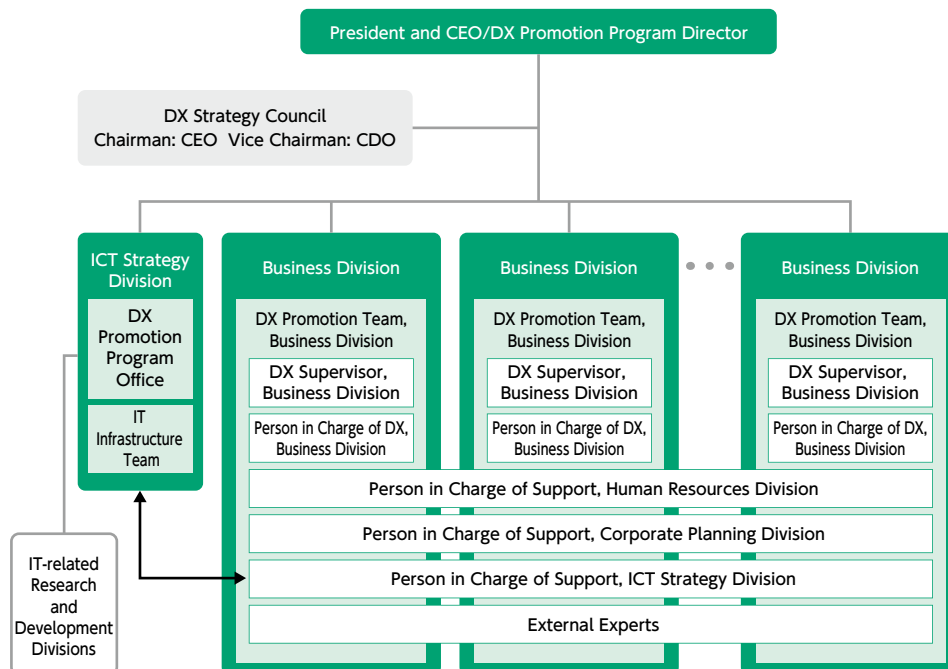 President and CEO/DX Promotion Program Director
DX Strategy Council
Chairman: CEO  Vice Chairman: CDO
ICT Strategy
Division
DX
Promotion
Program
Office
IT
Infrastructure
Team
IT-related
Research
and
Development
Divisions
Business Division
DX Promotion Team,
Business Division
DX Supervisor,
Business Division
Person in Charge of DX,
Business Division
Business Division
DX Promotion Team,
Business Division
DX Supervisor,
Business Division
Person in Charge of DX,
Business Division
Business Division
DX Promotion Team,
Business Division
DX Supervisor,
Business Division
Person in Charge of DX,
Business Division
Person in Charge of Support, Human Resources Division
Person in Charge of Support, Corporate Planning Division
Person in Charge of Support, ICT Strategy Division
External Experts